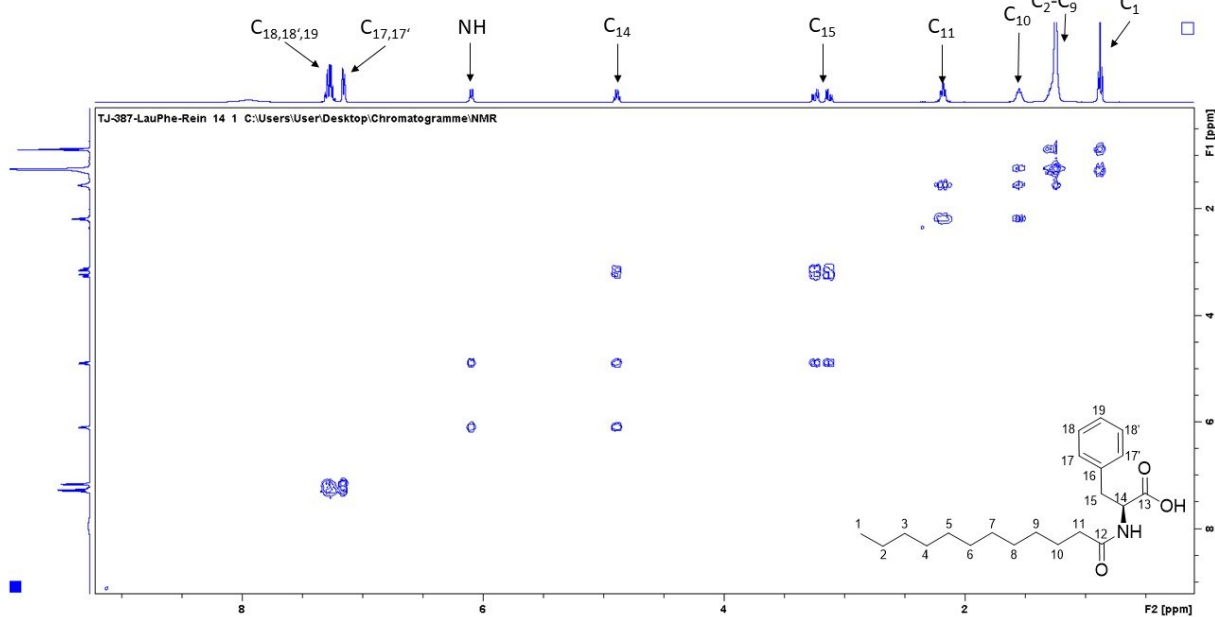 C18,18‘,19 C17,17‘ NH C14 C15 C11 C10 C2-C9 C1
TJ-387-LauPhe-Rein 14 1 C:\Users\User\Desktop\Chromatogramme\NMR
F1 [ppm]
2
4
6
8
19
18 18'
17 17'
16 O
15 14 13 OH
1 3 5 7 9 11 12 NH
2 4 6 8 10 O
8 6 4 2 F2 [ppm]